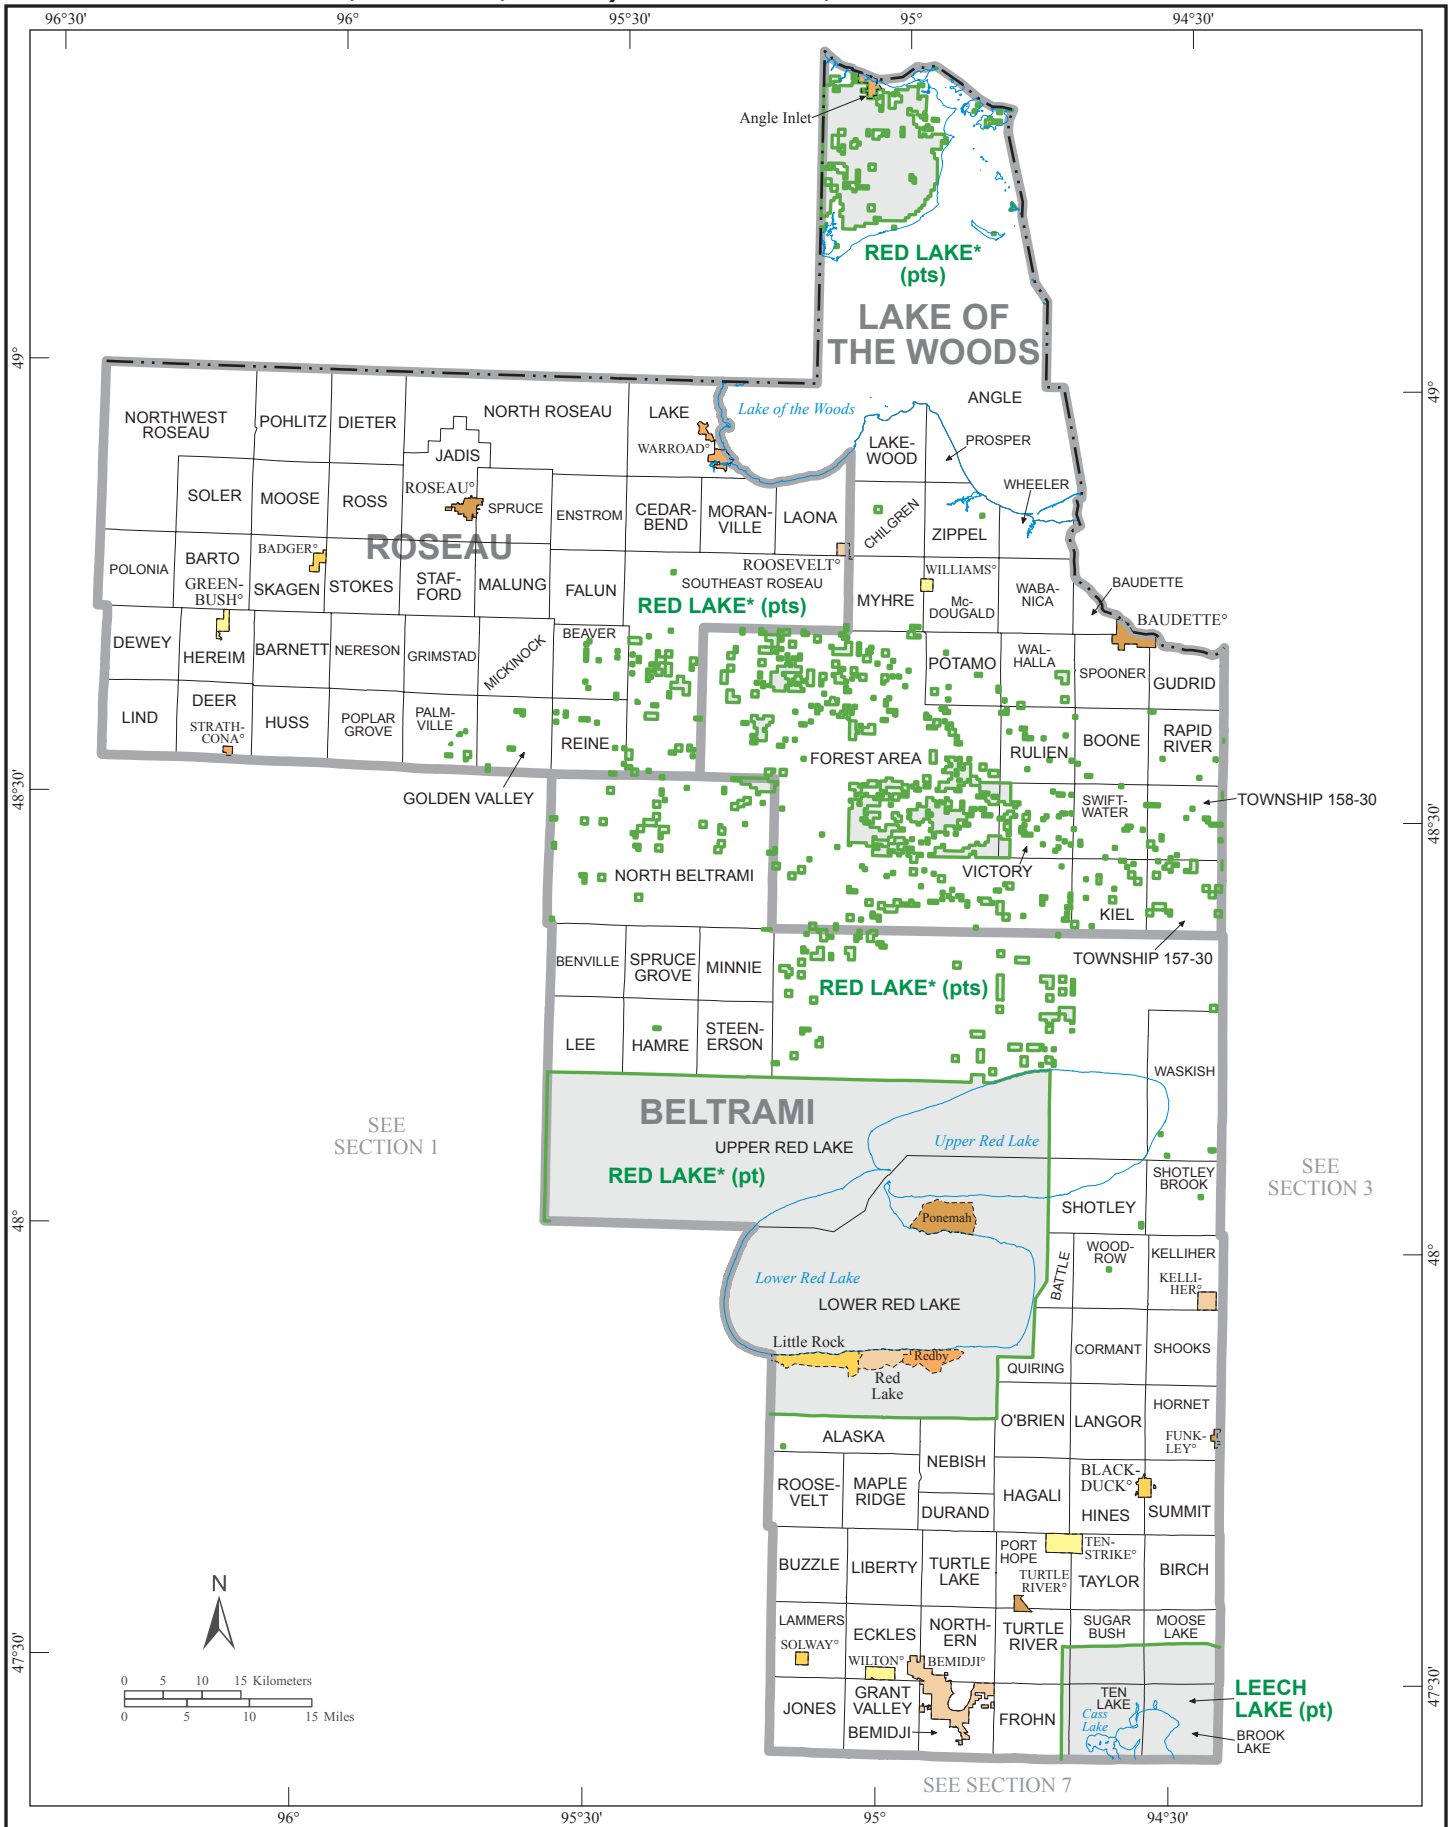 96°30'
96°
95°30'
95°
94°30'
Angle Inlet
RED LAKE*
(pts)
LAKE OF
THE WOODS
49°
49°
ANGLE
NORTHWEST
ROSEAU
POHLITZ
DIETER
NORTH ROSEAU
LAKE
Lake of the Woods
WARROAD°
LAKE-
WOOD
PROSPER
JADIS
SOLER
MOOSE
ROSS
ROSEAU°
SPRUCE
ENSTROM
CEDAR-
BEND
MORAN-
VILLE
LAONA
CHILGREN
ZIPPEL
WHEELER
ROSEAU
POLONIA
BARTO
BADGER°
GREEN-
BUSH°
SKAGEN
STOKES
STAF-
FORD
MALUNG
FALUN
ROOSEVELT°
SOUTHEAST ROSEAU
RED LAKE* (pts)
MYHRE
WILLIAMS°
Mc-
DOUGALD
WABA-
NICA
BAUDETTE
BAUDETTE°
DEWEY
HEREIM
BARNETT
NERESON
GRIMSTAD
MICKINOCK
BEAVER
POTAMO
WAL-
HALLA
SPOONER
GUDRID
LIND
DEER
STRATH-
CONA°
HUSS
POPLAR
GROVE
PALM-
VILLE
REINE
GOLDEN VALLEY
FOREST AREA
RULIEN
BOONE
RAPID
RIVER
48°30'
48°30'
SWIFT-
WATER
TOWNSHIP 158-30
NORTH BELTRAMI
VICTORY
KIEL
TOWNSHIP 157-30
BENVILLE
SPRUCE
GROVE
MINNIE
RED LAKE* (pts)
LEE
HAMRE
STEEN-
ERSON
WASKISH
BELTRAMI
UPPER RED LAKE
Upper Red Lake
RED LAKE* (pt)
SEE
SECTION 1
SEE
SECTION 3
SHOTLEY
BROOK
SHOTLEY
Ponemah
48°
48°
BATTLE
WOOD-
ROW
KELLIHER
KELLI-
HER°
Lower Red Lake
LOWER RED LAKE
Little Rock
Redby
Red
Lake
QUIRING
CORMANT
SHOOKS
O'BRIEN
LANGOR
HORNET
FUNK-
LEY°
ALASKA
NEBISH
ROOSE-
VELT
MAPLE
RIDGE
DURAND
HAGALI
BLACK-
DUCK°
HINES
SUMMIT
BUZZLE
LIBERTY
TURTLE
LAKE
PORT
HOPE
TEN-
STRIKE°
TURTLE
RIVER°
TAYLOR
BIRCH
LAMMERS
SOLWAY°
ECKLES
WILTON°
NORTH-
ERN
BEMIDJI°
TURTLE
RIVER
SUGAR
BUSH
MOOSE
LAKE
47°30'
47°30'
JONES
GRANT
VALLEY
BEMIDJI
FROHN
TEN
LAKE
Cass
Lake
LEECH
LAKE (pt)
BROOK
LAKE
N
0 5 10 15 Kilometers
0 5 10 15 Miles
SEE SECTION 7
96°
95°30'
95°
94°30'